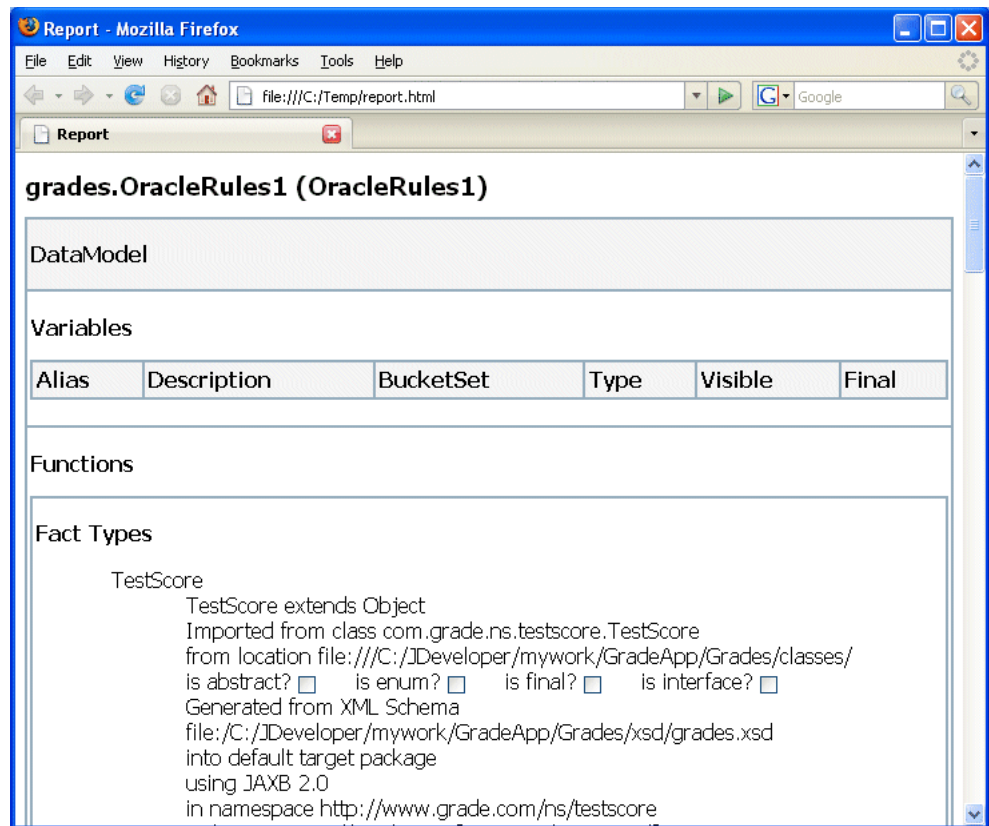 Report - Mozilla Firefox
File Edit View History Bookmarks Tools Help
file:///C:/Temp/report.html
G Google
Report
grades.OracleRules1 (OracleRules1)
DataModel
Variables
Alias Description BucketSet Type Visible Final
Functions
Fact Types
TestScore
TestScore extends Object
Imported from class com.grade.ns.testscore.TestScore
from location file:///C:/JDeveloper/mywork/GradeApp/Grades/classes/
is abstract? is enum? is final? is interface?
Generated from XML Schema
file:/C:/JDeveloper/mywork/GradeApp/Grades/xsd/grades.xsd
into default target package
using JAXB 2.0
in namespace http://www.grade.com/ns/testscore